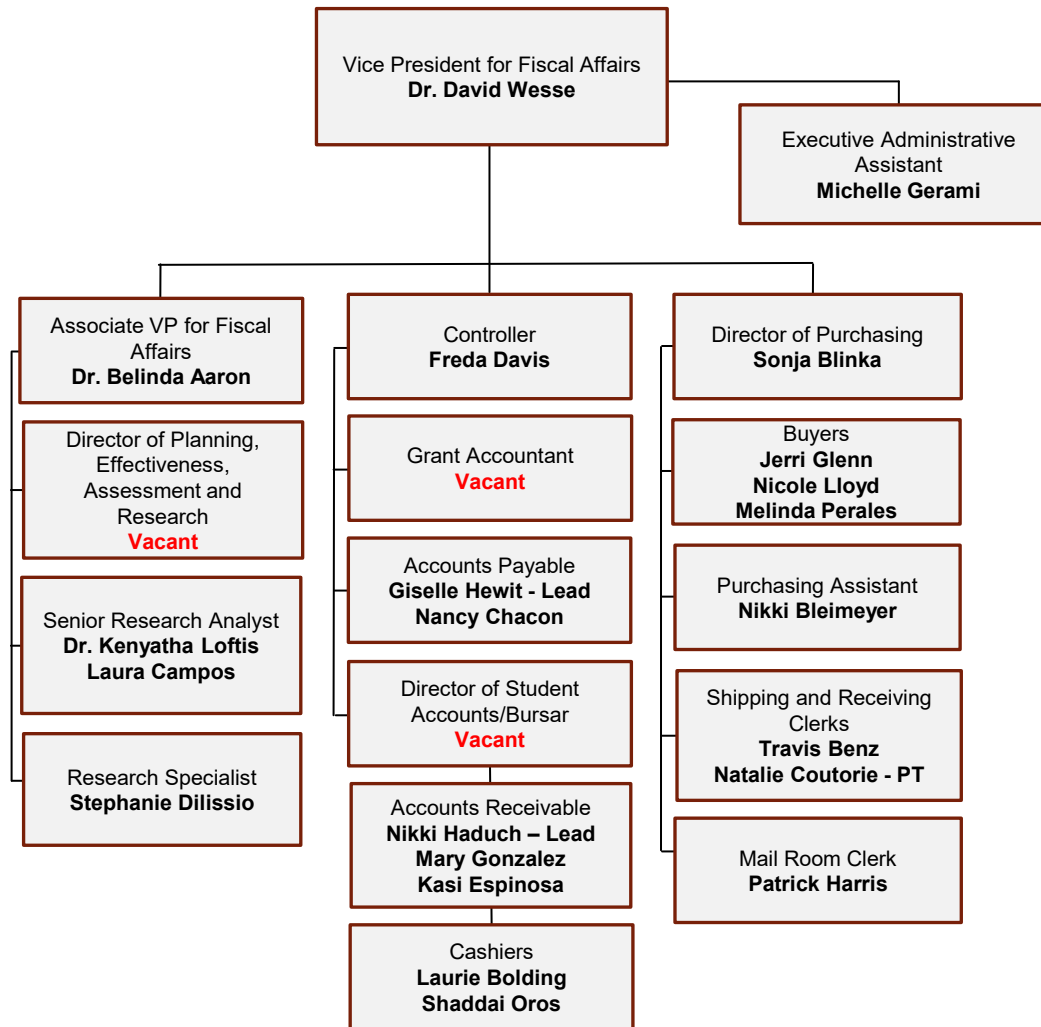 Vice President for Fiscal Affairs
Dr. David Wesse
Executive Administrative
Assistant
Michelle Gerami
Associate VP for Fiscal
Affairs
Dr. Belinda Aaron
Director of Planning,
Effectiveness,
Assessment and
Research
Vacant
Senior Research Analyst
Dr. Kenyatha Loftis
Laura Campos
Research Specialist
Stephanie Dilissio
Controller
Freda Davis
Grant Accountant
Vacant
Accounts Payable
Giselle Hewit - Lead
Nancy Chacon
Director of Student
Accounts/Bursar
Vacant
Accounts Receivable
Nikki Haduch – Lead
Mary Gonzalez
Kasi Espinosa
Cashiers
Laurie Bolding
Shaddai Oros
Director of Purchasing
Sonja Blinka
Buyers
Jerri Glenn
Nicole Lloyd
Melinda Perales
Purchasing Assistant
Nikki Bleimeyer
Shipping and Receiving
Clerks
Travis Benz
Natalie Coutorie - PT
Mail Room Clerk
Patrick Harris